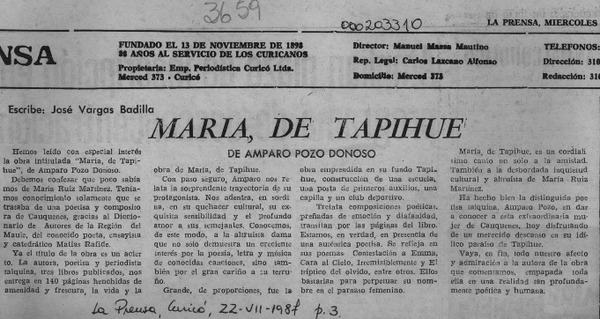 3659
000203310
LA PRENSA, MIERCOLES
NSA
FUNDADO EL 13 DE NOVIEMBRE DE 1898
88 AÑOS AL SERVICIO DE LOS CURICANOS
Propietaria: Emp. Periodística Curicó Ltda.
Merced 373 - Curicó
Director: Manuel Massa Mautino
Rep. Legal: Carlos Lazcano Alfonso
Domicilio: Merced 373
TELEFONOS:
Dirección: 310
Redacción: 310
Escribe: José Vargas Badilla
MARIA, DE TAPIHUE
DE AMPARO POZO DONOSO
Hemos leído con especial interés
la obra intitulada "María, de Tapi-
hue", de Amparo Pozo Donoso.
Debemos confesar que poco sabía-
mos de María Ruiz Martínez. Tenía-
mos conocimiento solamente que se
trataba de una poetisa y composito-
ra de Cauquenes, gracias al Diccio-
nario de Autores de la Región del
Maule, del conocido poeta, ensayista
y catedrático Matías Rafide.
Ya el título de la obra es un acier-
to. La autora, poetisa y periodista
ranquilina, tres libros publicados, nos
entrega en 140 páginas henchidas de
amenidad y frescura, la vida y la
obra de María, de Tapihue.
Con paso seguro, Amparo nos re-
lata la sorprendente trayectoria de su
protagonista. Nos adentra, en sordi-
na, en su quehacer cultural, su ex-
quisita sensibilidad y el profundo
amor a sus semejantes. Conocemos,
de este modo, a la altruista dama
que no sólo demuestra un creciente
interés por la poesía, letra y música
de conocidas canciones, sino tam-
bién por el gran cariño a su terru-
ño.
Grande, de proporciones, fue la
obra emprendida en su fundo Tapi-
hue, construcción de una escuela,
una posta de primeros auxilios, una
capilla y un club deportivo.
Treinta composiciones poéticas,
preñadas de emoción y diafanidad,
transitan por las páginas del libro.
Estamos, en verdad, en presencia de
una auténtica poetisa. Se refleja en
sus poemas: Contestación a Emma,
Cara al Cielo, Irremisiblemente y El
tríptico del olvido, entre otros. Ellos
bastarían para perpetuar su nom-
bre en el parnaso femenino.
María, de Tapihue, es un cordialí-
simo canto no sólo a la amistad.
También a la desbordada inquietud
cultural y altruista de María Ruiz
Martínez.
Ha hecho bien la distinguida poe-
tisa ranquina, Amparo Pozo, en dar
a conocer a esta extraordinaria mu-
jer de Cauquenes, hoy disfrutando
de un merecido descanso en su idí-
lico paraíso de Tapihue.
Vaya, en fin, todo nuestro afecto
y admiración a la autora de la obra
que comentamos, empapada toda
ella en una realidad sin par, pro-
fundamente poética y humana.
La Prensa, Curicó, 22-VII-1987 p. 3.